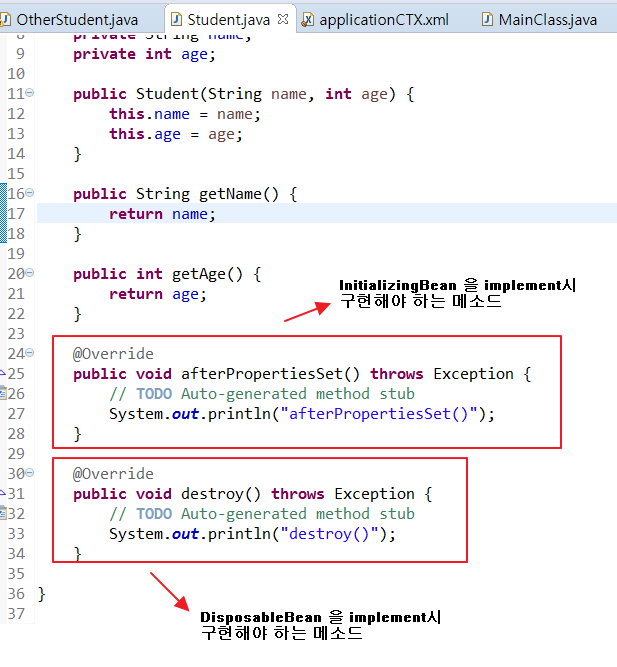 OtherStudent.java Student.java applicationCTX.xml MainClass.java
8 private String name;
9 private int age;
10
11 public Student(String name, int age) {
12 this.name = name;
13 this.age = age;
14 }
15
16 public String getName() {
17 return name;
18 }
19
20 public int getAge() {
21 return age;
22 }
InitializingBean 을 implement시
구현해야 하는 메소드
23
24 @Override
25 public void afterPropertiesSet() throws Exception {
26 // TODO Auto-generated method stub
27 System.out.println("afterPropertiesSet()");
28 }
29
30 @Override
31 public void destroy() throws Exception {
32 // TODO Auto-generated method stub
33 System.out.println("destroy()");
34 }
35
36 }
37
DisposableBean 을 implement시
구현해야 하는 메소드